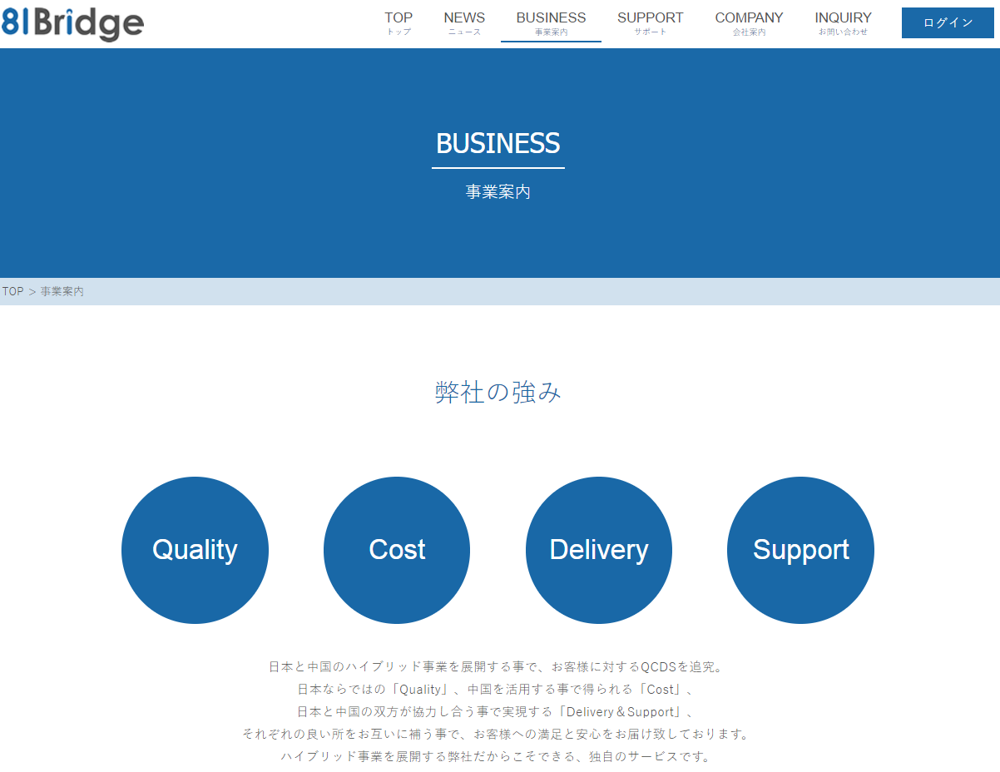 81Bridge
TOP NEWS BUSINESS SUPPORT COMPANY INQUIRY ログイン
トップ ニュース 事業案内 サポート 会社案内 お問い合わせ
BUSINESS
事業案内
TOP > 事業案内
弊社の強み
Quality Cost Delivery Support
日本と中国のハイブリッド事業を展開する事で、お客様に対するQCDSを追究。
日本ならではの「Quality」、中国を活用する事で得られる「Cost」、
日本と中国の双方が協力し合う事で実現する「Delivery＆Support」、
それぞれの良い所をお互いに補う事で、お客様への満足と安心をお届け致しております。
ハイブリッド事業を展開する弊社だからこそできる、独自のサービスです。